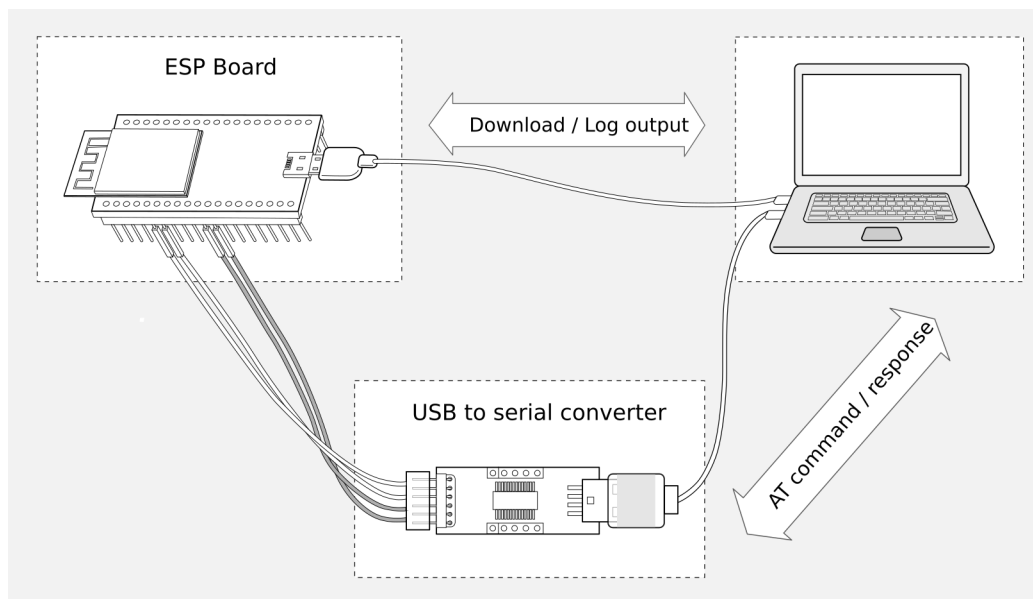 ESP Board
Download / Log output
USB to serial converter
AT command / response